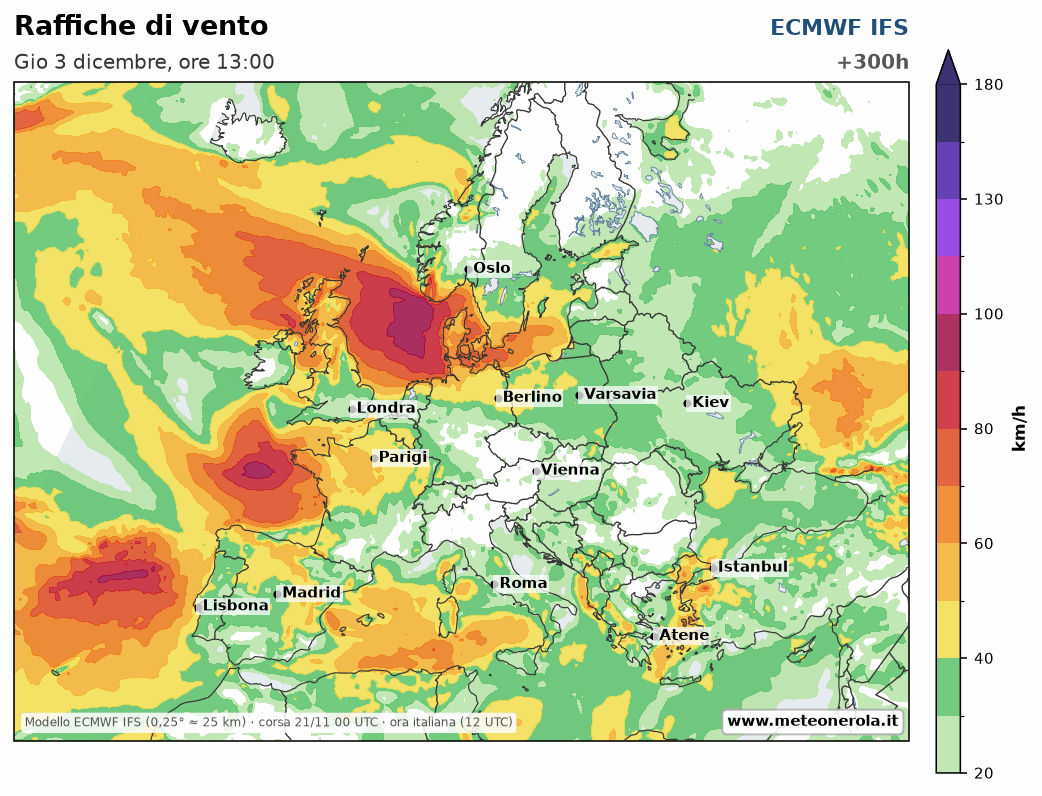 Raffiche di vento
ECMWF IFS
Gio 3 dicembre, ore 13:00
+300h
Oslo
Berlino
Varsavia
Kiev
Londra
Parigi
Vienna
Istanbul
Roma
Madrid
Lisbona
Atene
Modello ECMWF IFS (0,25° ≈ 25 km) · corsa 21/11 00 UTC · ora italiana (12 UTC)
www.meteonerola.it
180
130
100
80
60
40
20
km/h